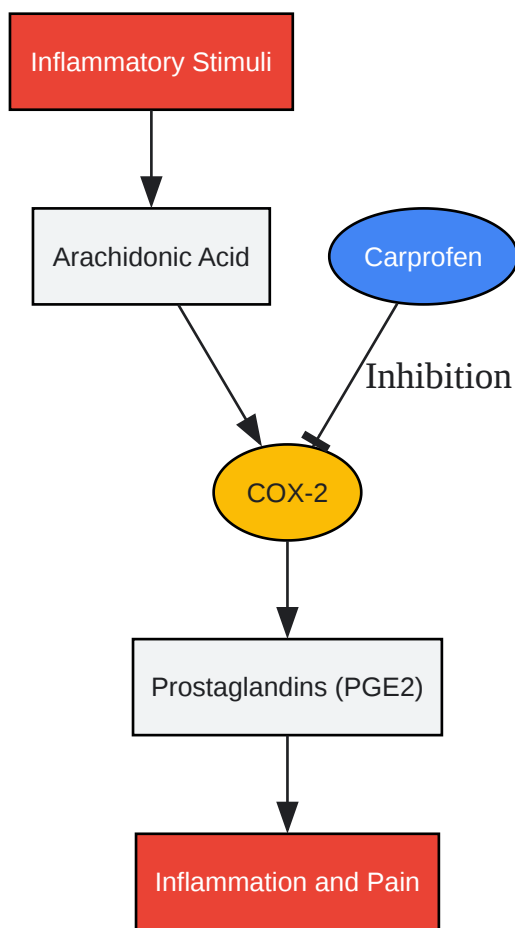 Inflammatory Stimuli
Arachidonic Acid
Carprofen
Inhibition
COX-2
Prostaglandins (PGE2)
Inflammation and Pain